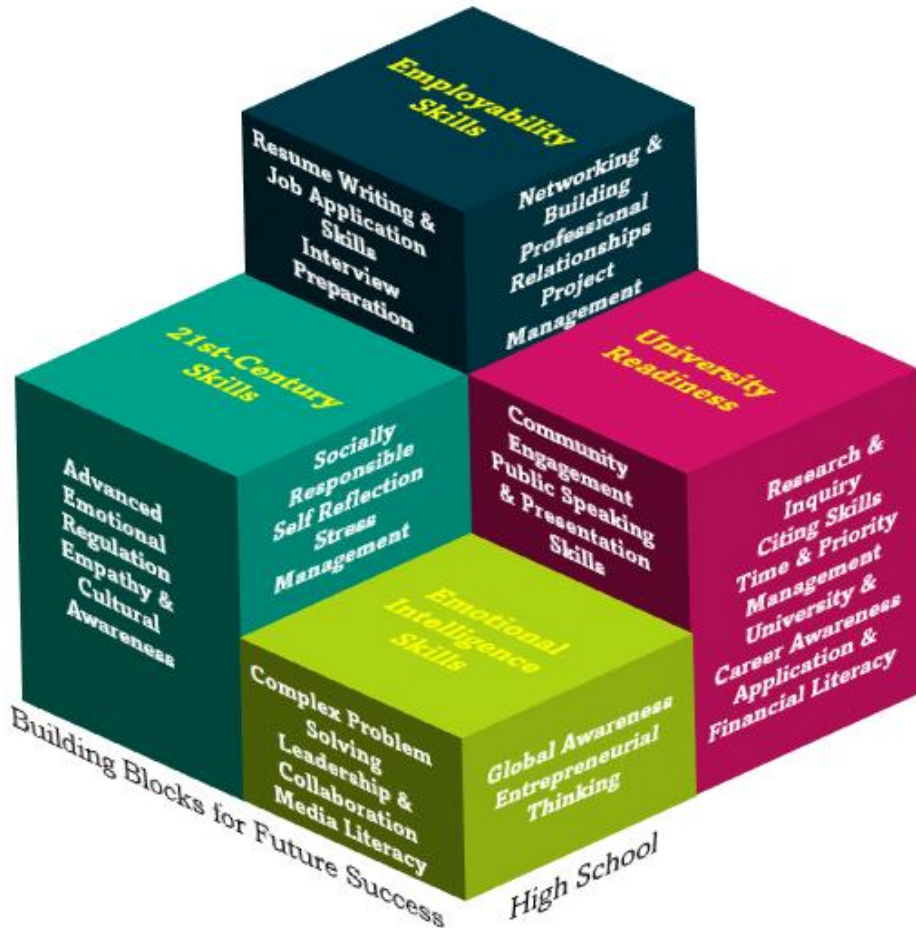 Employability
Skills
Resume Writing &
Job Application
Skills
Interview
Preparation
Networking &
Building
Professional
Relationships
Project
Management
21st-Century
Skills
Advanced
Emotional
Regulation
Empathy &
Cultural
Awareness
Socially
Responsible
Self Reflection
Stress
Management
University
Readiness
Community
Engagement
Public Speaking
& Presentation
Skills
Research &
Inquiry
Citing Skills
Time & Priority
Management
University &
Career Awareness
Application &
Financial Literacy
Emotional
Intelligence
Skills
Complex Problem
Solving
Leadership &
Collaboration
Media Literacy
Global Awareness
Entrepreneurial
Thinking
Building Blocks for Future Success
High School